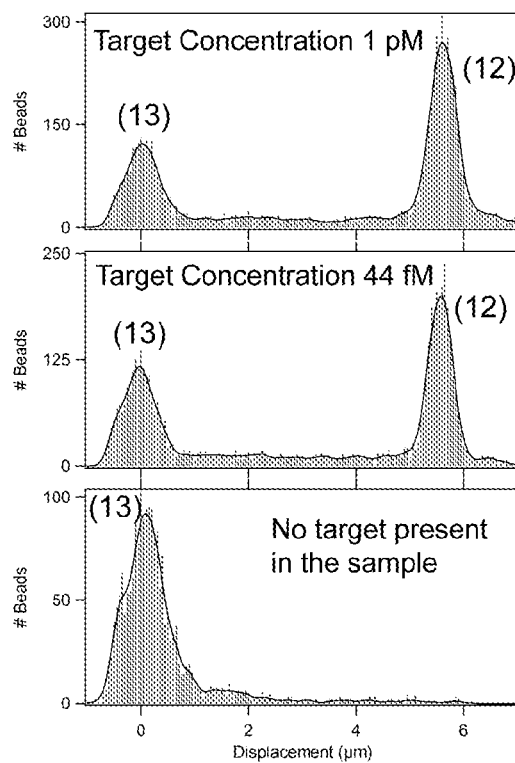 300
150
0
# Beads
Target Concentration 1 pM
(13)
(12)
250
125
0
# Beads
Target Concentration 44 fM
(13)
(12)
100
50
0
# Beads
(13)
No target present
in the sample
0
2
4
6
Displacement (µm)